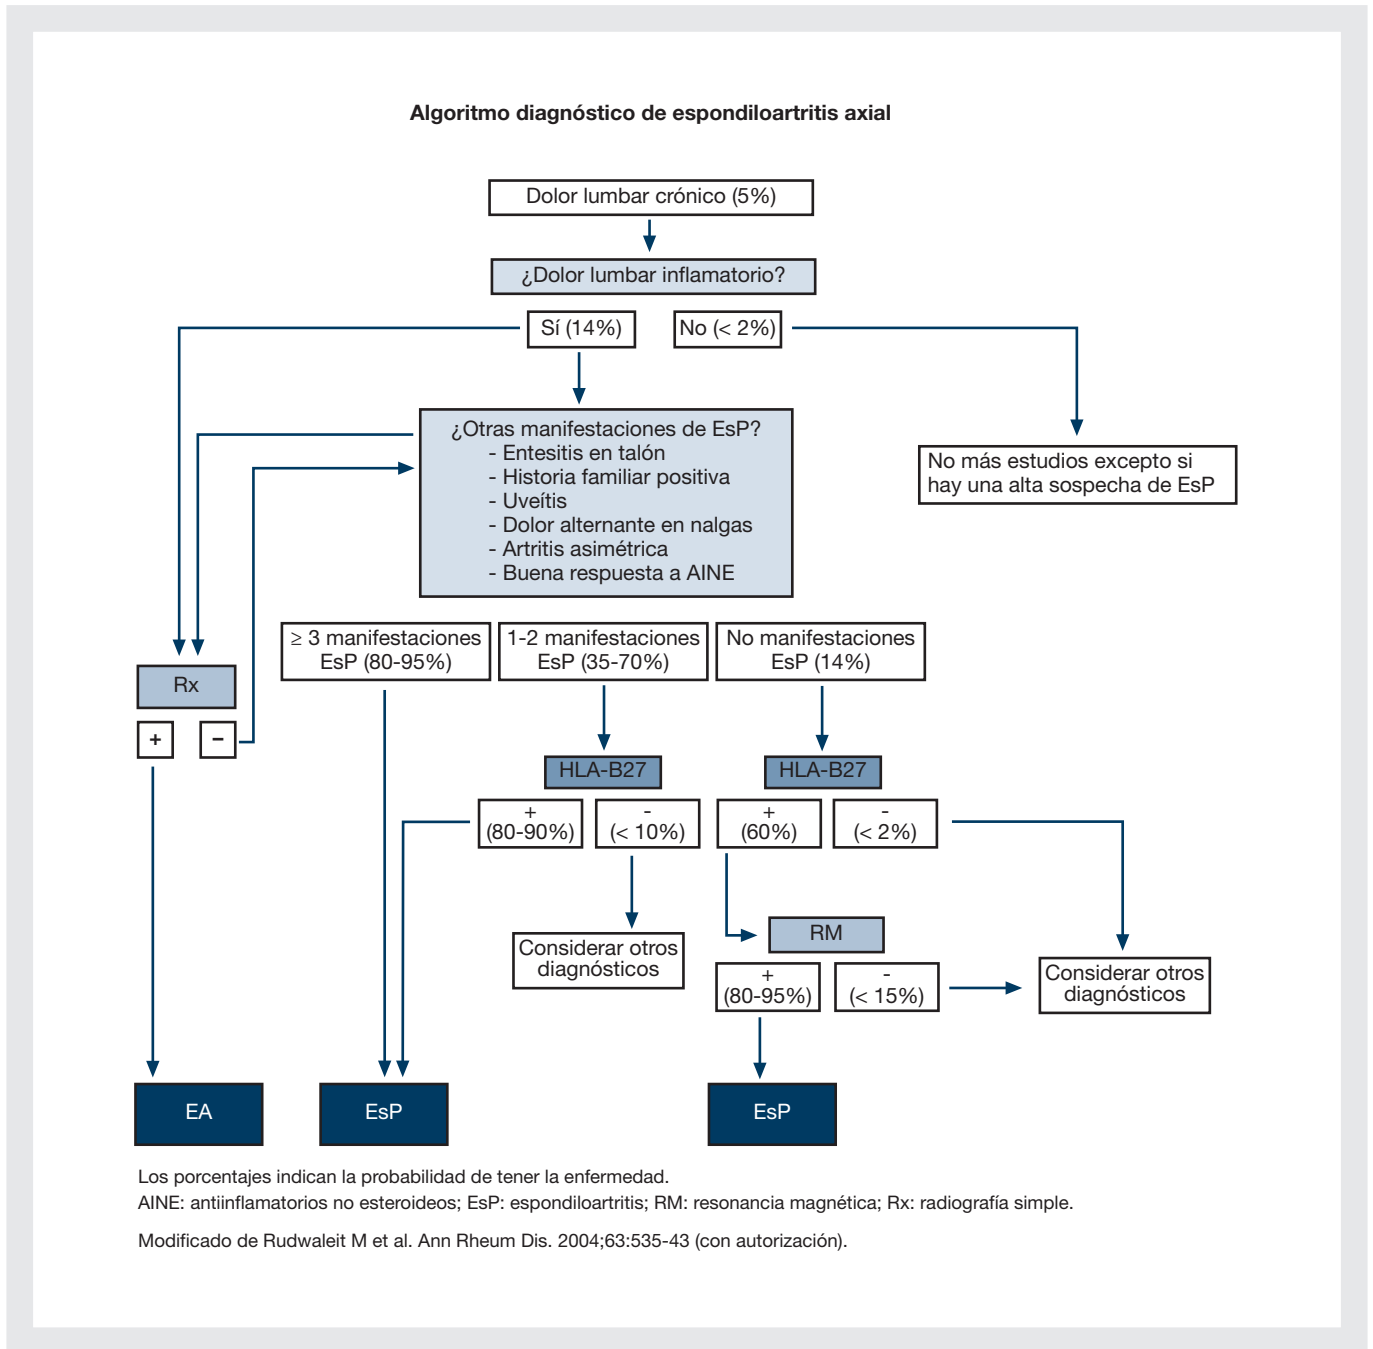 Algoritmo diagnóstico de espondiloartritis axial
Dolor lumbar crónico (5%)
¿Dolor lumbar inflamatorio?
Sí (14%)
No (< 2%)
¿Otras manifestaciones de EsP?
- Entesitis en talón
- Historia familiar positiva
- Uveítis
- Dolor alternante en nalgas
- Artritis asimétrica
- Buena respuesta a AINE
No más estudios excepto si
hay una alta sospecha de EsP
≥ 3 manifestaciones
EsP (80-95%)
1-2 manifestaciones
EsP (35-70%)
No manifestaciones
EsP (14%)
Rx
+
−
HLA-B27
HLA-B27
+
(80-90%)
-
(< 10%)
+
(60%)
-
(< 2%)
Considerar otros
diagnósticos
RM
+
(80-95%)
-
(< 15%)
Considerar otros
diagnósticos
EA
EsP
EsP
Los porcentajes indican la probabilidad de tener la enfermedad.
AINE: antiinflamatorios no esteroideos; EsP: espondiloartritis; RM: resonancia magnética; Rx: radiografía simple.
Modificado de Rudwaleit M et al. Ann Rheum Dis. 2004;63:535-43 (con autorización).